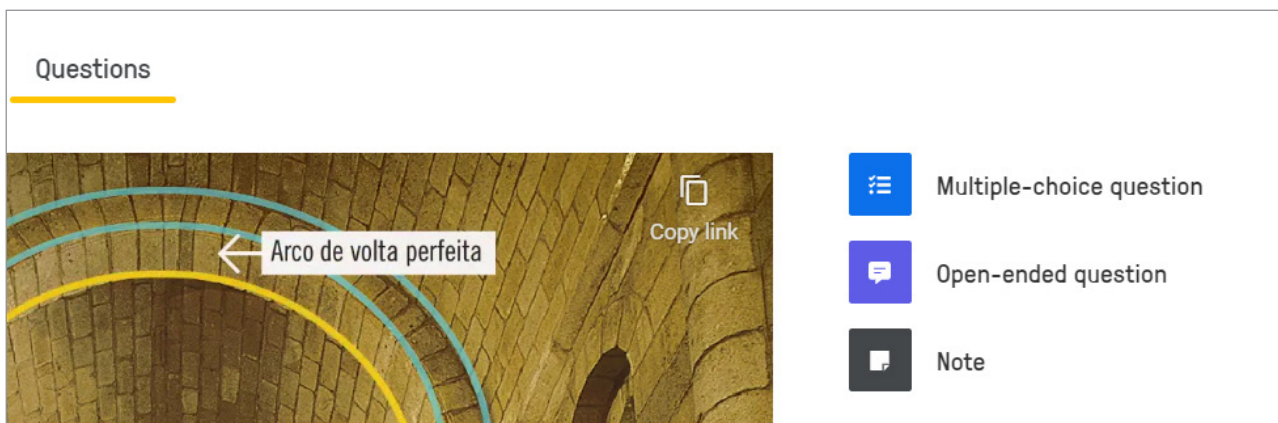 Questions
Copy link
Arco de volta perfeita
Multiple-choice question
Open-ended question
Note